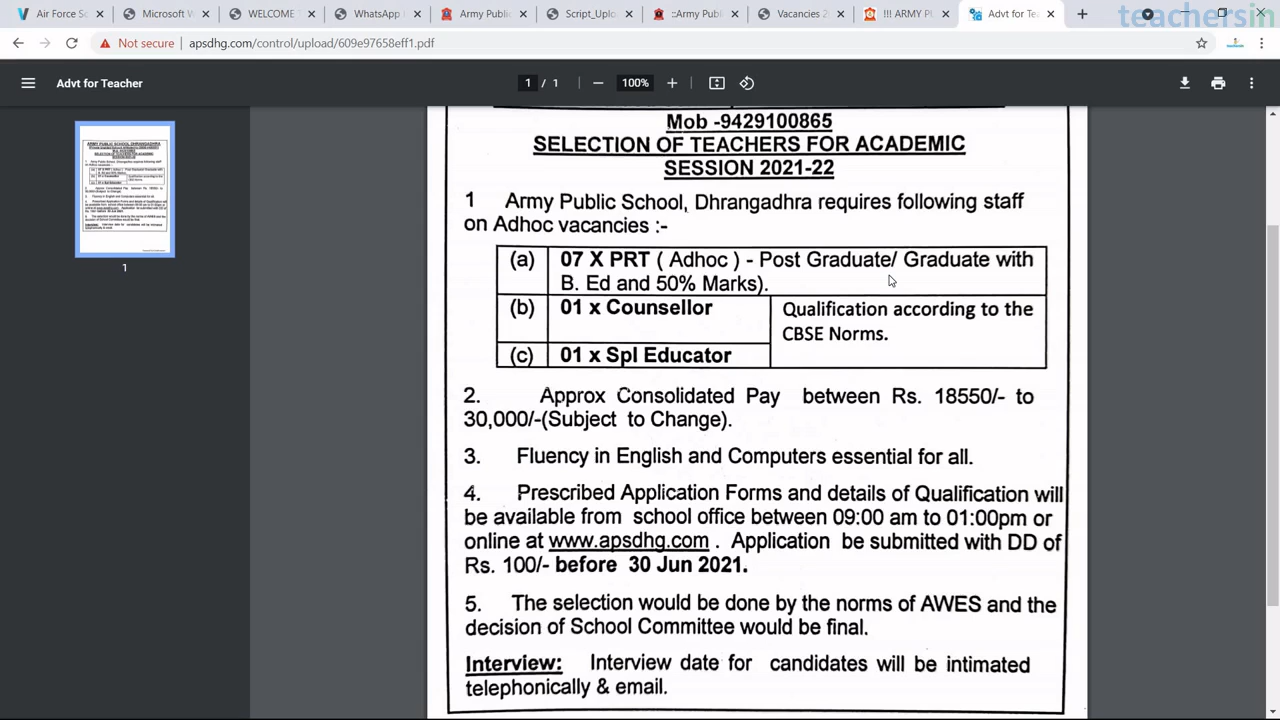 Air Force S
Microsoft W
WELCOME
WhatsApp
Army Public
Script_Uplo
::Army Publ
Vacancies 2
!!! ARMY P
Advt for Tea
teachersin
Not secure
apsdhg.com/control/upload/609e97658eff1.pdf
Advt for Teacher
1 / 1
100%
1
Mob -9429100865
SELECTION OF TEACHERS FOR ACADEMIC
SESSION 2021-22
1 Army Public School, Dhrangadhra requires following staff
on Adhoc vacancies :-
(a) 07 X PRT ( Adhoc ) - Post Graduate/ Graduate with
B. Ed and 50% Marks).
(b) 01 x Counsellor Qualification according to the
CBSE Norms.
(c) 01 x Spl Educator
2. Approx Consolidated Pay between Rs. 18550/- to
30,000/-(Subject to Change).
3. Fluency in English and Computers essential for all.
4. Prescribed Application Forms and details of Qualification will
be available from school office between 09:00 am to 01:00pm or
online at www.apsdhg.com . Application be submitted with DD of
Rs. 100/- before 30 Jun 2021.
5. The selection would be done by the norms of AWES and the
decision of School Committee would be final.
Interview: Interview date for candidates will be intimated
telephonically & email.